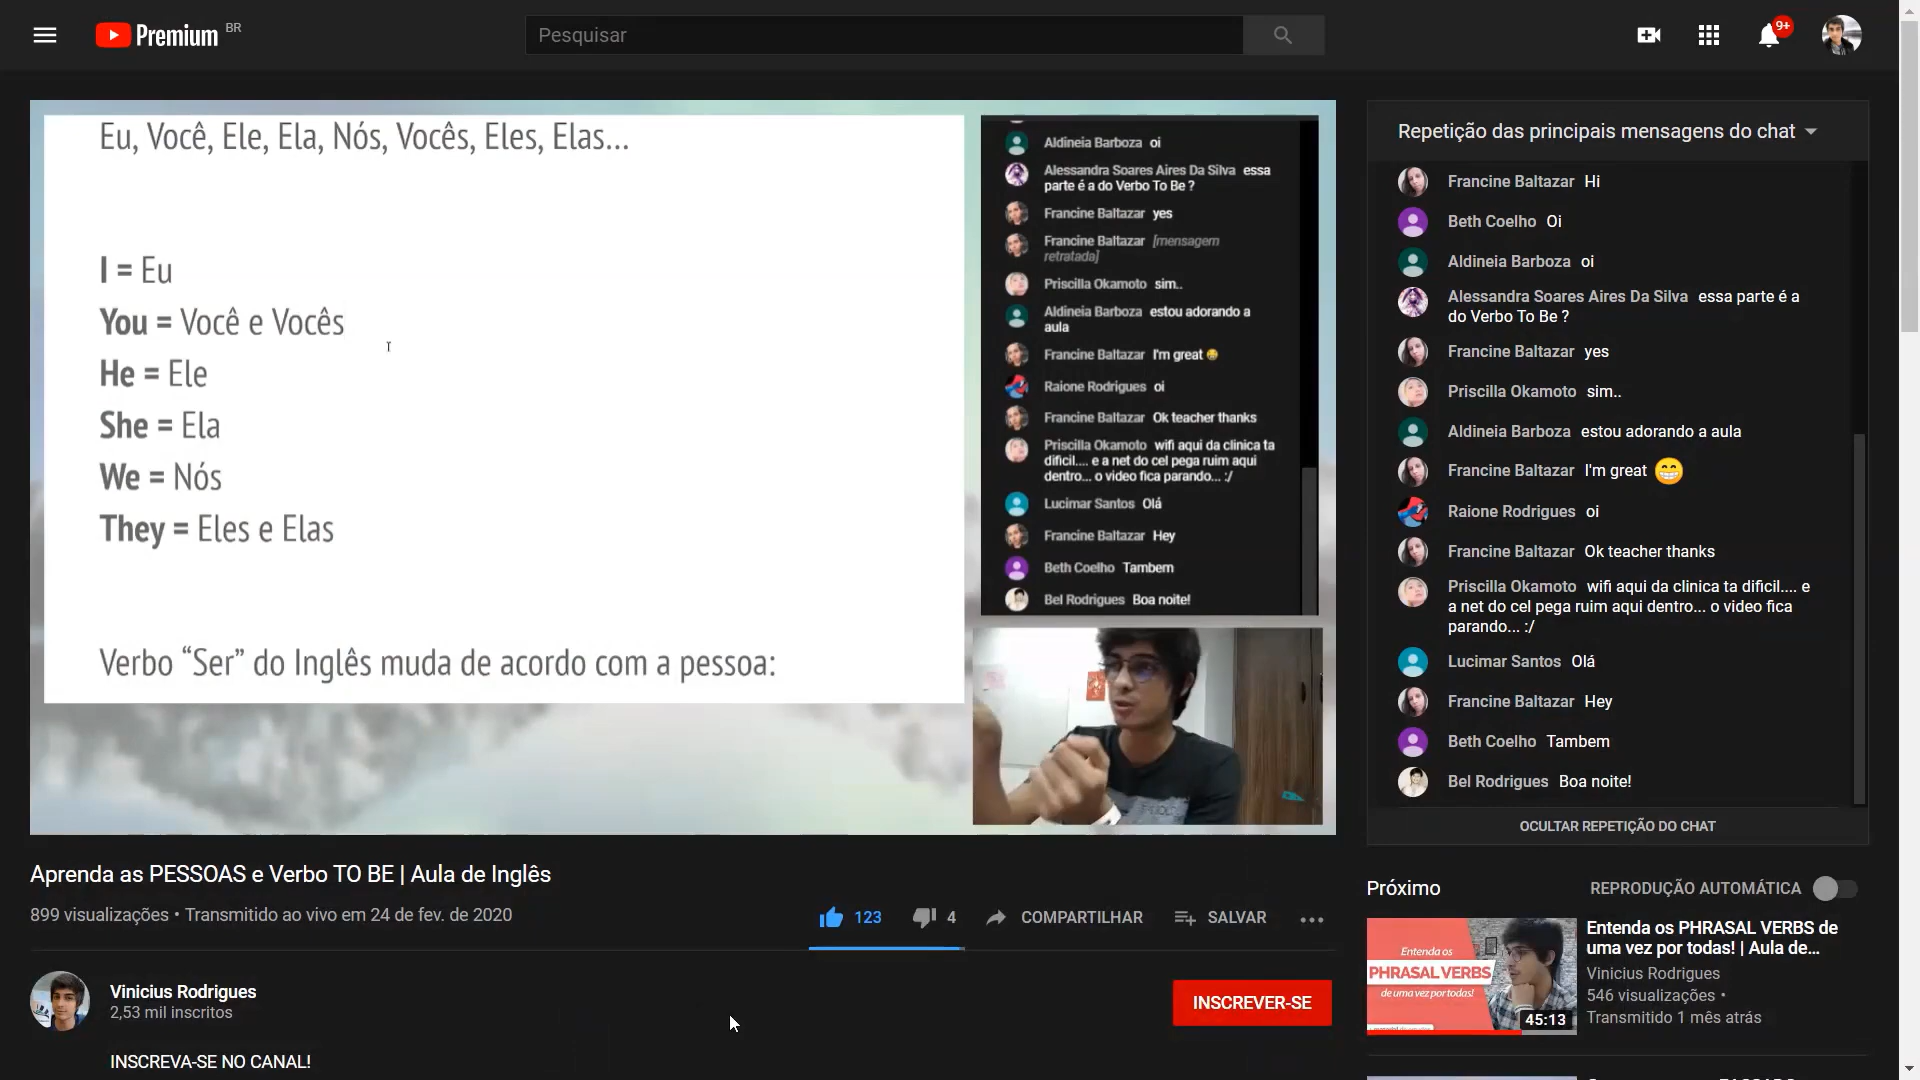 Premium BR
Pesquisar
9+
Eu, Você, Ele, Ela, Nós, Vocês, Eles, Elas...
I = Eu
You = Você e Vocês
He = Ele
She = Ela
We = Nós
They = Eles e Elas
Verbo “Ser” do Inglês muda de acordo com a pessoa:
Aldineia Barboza oi
Alessandra Soares Aires Da Silva essa
parte é a do Verbo To Be ?
Francine Baltazar yes
Francine Baltazar [mensagem
retratada]
Priscilla Okamoto sim..
Aldineia Barboza estou adorando a
aula
Francine Baltazar I'm great 😁
Raione Rodrigues oi
Francine Baltazar Ok teacher thanks
Priscilla Okamoto wifi aqui da clinica ta
dificil.... e a net do cel pega ruim aqui
dentro... o video fica parando... :/
Lucimar Santos Olá
Francine Baltazar Hey
Beth Coelho Tambem
Bel Rodrigues Boa noite!
Repetição das principais mensagens do chat
Francine Baltazar Hi
Beth Coelho Oi
Aldineia Barboza oi
Alessandra Soares Aires Da Silva essa parte é a
do Verbo To Be ?
Francine Baltazar yes
Priscilla Okamoto sim..
Aldineia Barboza estou adorando a aula
Francine Baltazar I'm great 😁
Raione Rodrigues oi
Francine Baltazar Ok teacher thanks
Priscilla Okamoto wifi aqui da clinica ta dificil.... e
a net do cel pega ruim aqui dentro... o video fica
parando... :/
Lucimar Santos Olá
Francine Baltazar Hey
Beth Coelho Tambem
Bel Rodrigues Boa noite!
OCULTAR REPETIÇÃO DO CHAT
Aprenda as PESSOAS e Verbo TO BE | Aula de Inglês
899 visualizações • Transmitido ao vivo em 24 de fev. de 2020
123 4 COMPARTILHAR SALVAR ...
Vinicius Rodrigues
2,53 mil inscritos
INSCREVER-SE
INSCREVA-SE NO CANAL!
Próximo REPRODUÇÃO AUTOMÁTICA
Entenda os
PHRASAL VERBS
de uma vez por todas!
45:13
Entenda os PHRASAL VERBS de
uma vez por todas! | Aula de...
Vinicius Rodrigues
546 visualizações •
Transmitido 1 mês atrás